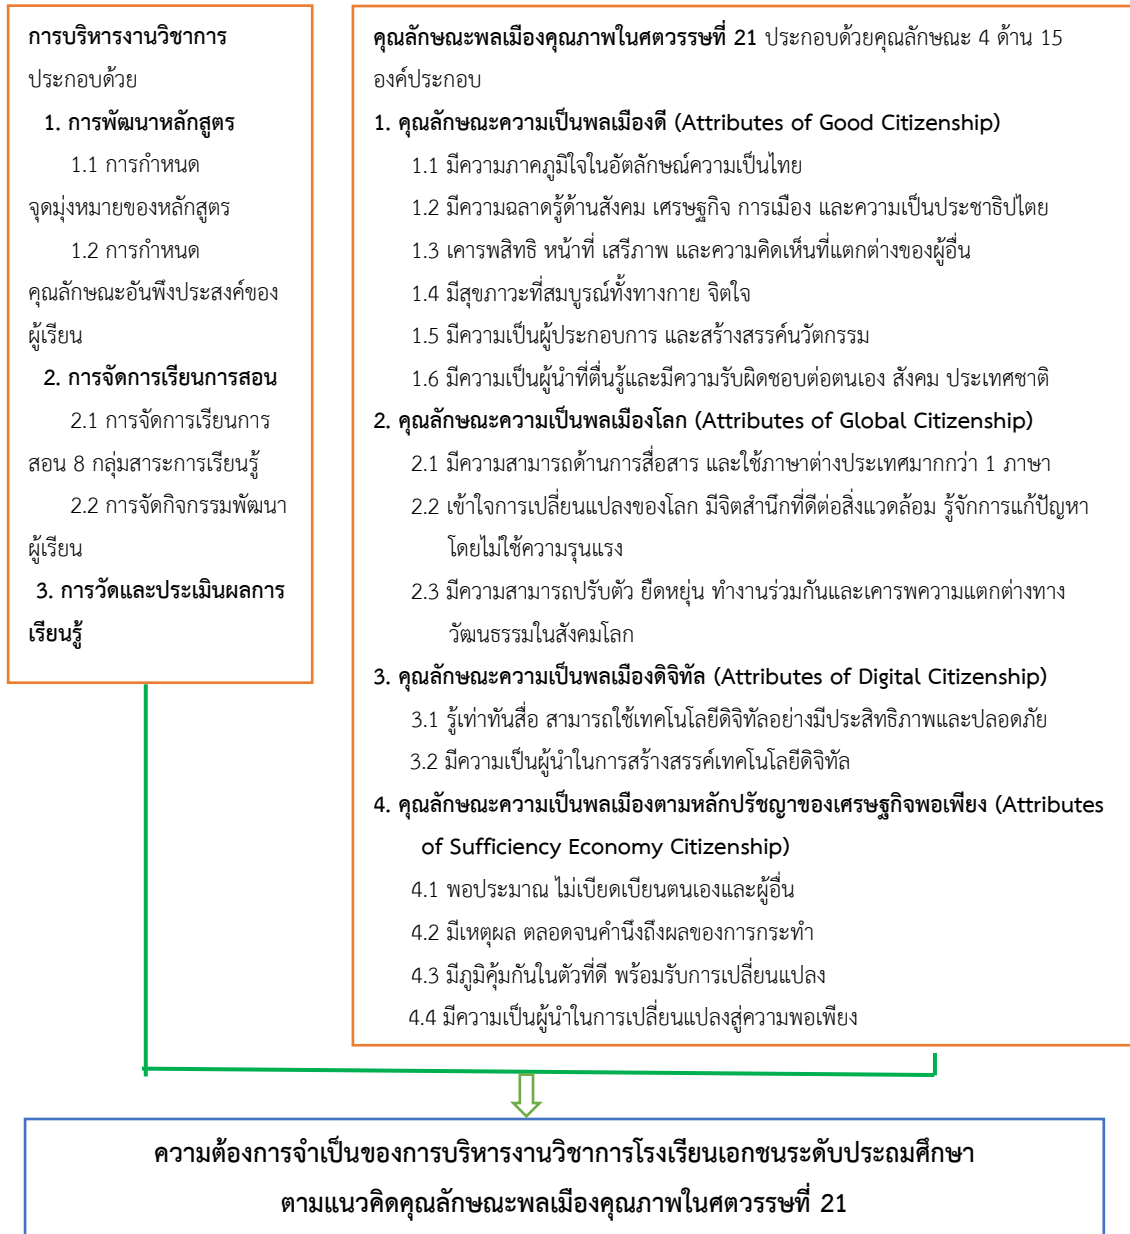 การบริหารงานวิชาการ
ประกอบด้วย
1. การพัฒนาหลักสูตร
1.1 การกำหนด
จุดมุ่งหมายของหลักสูตร
1.2 การกำหนด
คุณลักษณะอันพึงประสงค์ของ
ผู้เรียน
2. การจัดการเรียนการสอน
2.1 การจัดการเรียนการ
สอน 8 กลุ่มสาระการเรียนรู้
2.2 การจัดกิจกรรมพัฒนา
ผู้เรียน
3. การวัดและประเมินผลการ
เรียนรู้
คุณลักษณะพลเมืองคุณภาพในศตวรรษที่ 21 ประกอบด้วยคุณลักษณะ 4 ด้าน 15
องค์ประกอบ
1. คุณลักษณะความเป็นพลเมืองดี (Attributes of Good Citizenship)
1.1 มีความภาคภูมิใจในอัตลักษณ์ความเป็นไทย
1.2 มีความฉลาดรู้ด้านสังคม เศรษฐกิจ การเมือง และความเป็นประชาธิปไตย
1.3 เคารพสิทธิ หน้าที่ เสรีภาพ และความคิดเห็นที่แตกต่างของผู้อื่น
1.4 มีสุขภาวะที่สมบูรณ์ทั้งทางกาย จิตใจ
1.5 มีความเป็นผู้ประกอบการ และสร้างสรรค์นวัตกรรม
1.6 มีความเป็นผู้นำที่ตื่นรู้และมีความรับผิดชอบต่อตนเอง สังคม ประเทศชาติ
2. คุณลักษณะความเป็นพลเมืองโลก (Attributes of Global Citizenship)
2.1 มีความสามารถด้านการสื่อสาร และใช้ภาษาต่างประเทศมากกว่า 1 ภาษา
2.2 เข้าใจการเปลี่ยนแปลงของโลก มีจิตสำนึกที่ดีต่อสิ่งแวดล้อม รู้จักการแก้ปัญหา
โดยไม่ใช้ความรุนแรง
2.3 มีความสามารถปรับตัว ยืดหยุ่น ทำงานร่วมกันและเคารพความแตกต่างทาง
วัฒนธรรมในสังคมโลก
3. คุณลักษณะความเป็นพลเมืองดิจิทัล (Attributes of Digital Citizenship)
3.1 รู้เท่าทันสื่อ สามารถใช้เทคโนโลยีดิจิทัลอย่างมีประสิทธิภาพและปลอดภัย
3.2 มีความเป็นผู้นำในการสร้างสรรค์เทคโนโลยีดิจิทัล
4. คุณลักษณะความเป็นพลเมืองตามหลักปรัชญาของเศรษฐกิจพอเพียง (Attributes
of Sufficiency Economy Citizenship)
4.1 พอประมาณ ไม่เบียดเบียนตนเองและผู้อื่น
4.2 มีเหตุผล ตลอดจนคำนึงถึงผลของการกระทำ
4.3 มีภูมิคุ้มกันในตัวที่ดี พร้อมรับการเปลี่ยนแปลง
4.4 มีความเป็นผู้นำในการเปลี่ยนแปลงสู่ความพอเพียง
ความต้องการจำเป็นของการบริหารงานวิชาการโรงเรียนเอกชนระดับประถมศึกษา
ตามแนวคิดคุณลักษณะพลเมืองคุณภาพในศตวรรษที่ 21